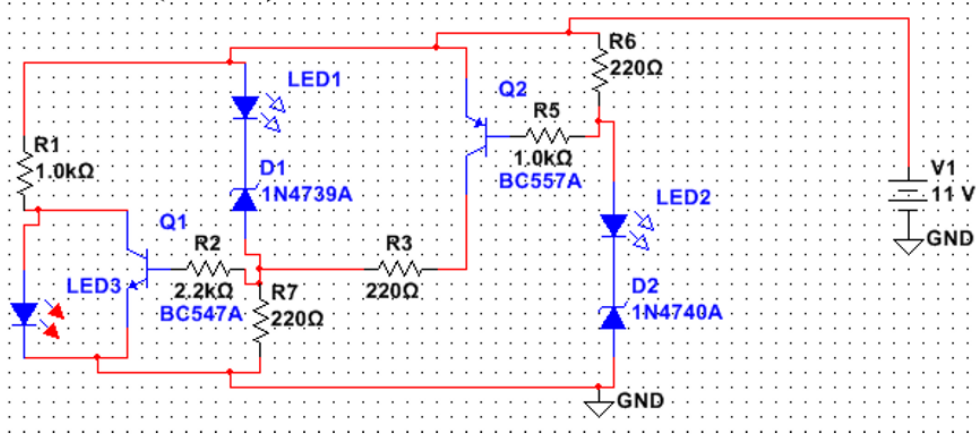 R6
220Ω
LED1
Q2
R5
1.0kΩ
BC557A
R1
1.0kΩ
D1
1N4739A
V1
11 V
LED2
GND
Q1
R2
R3
LED3
2.2kΩ
BC547A
R7
220Ω
220Ω
D2
1N4740A
GND